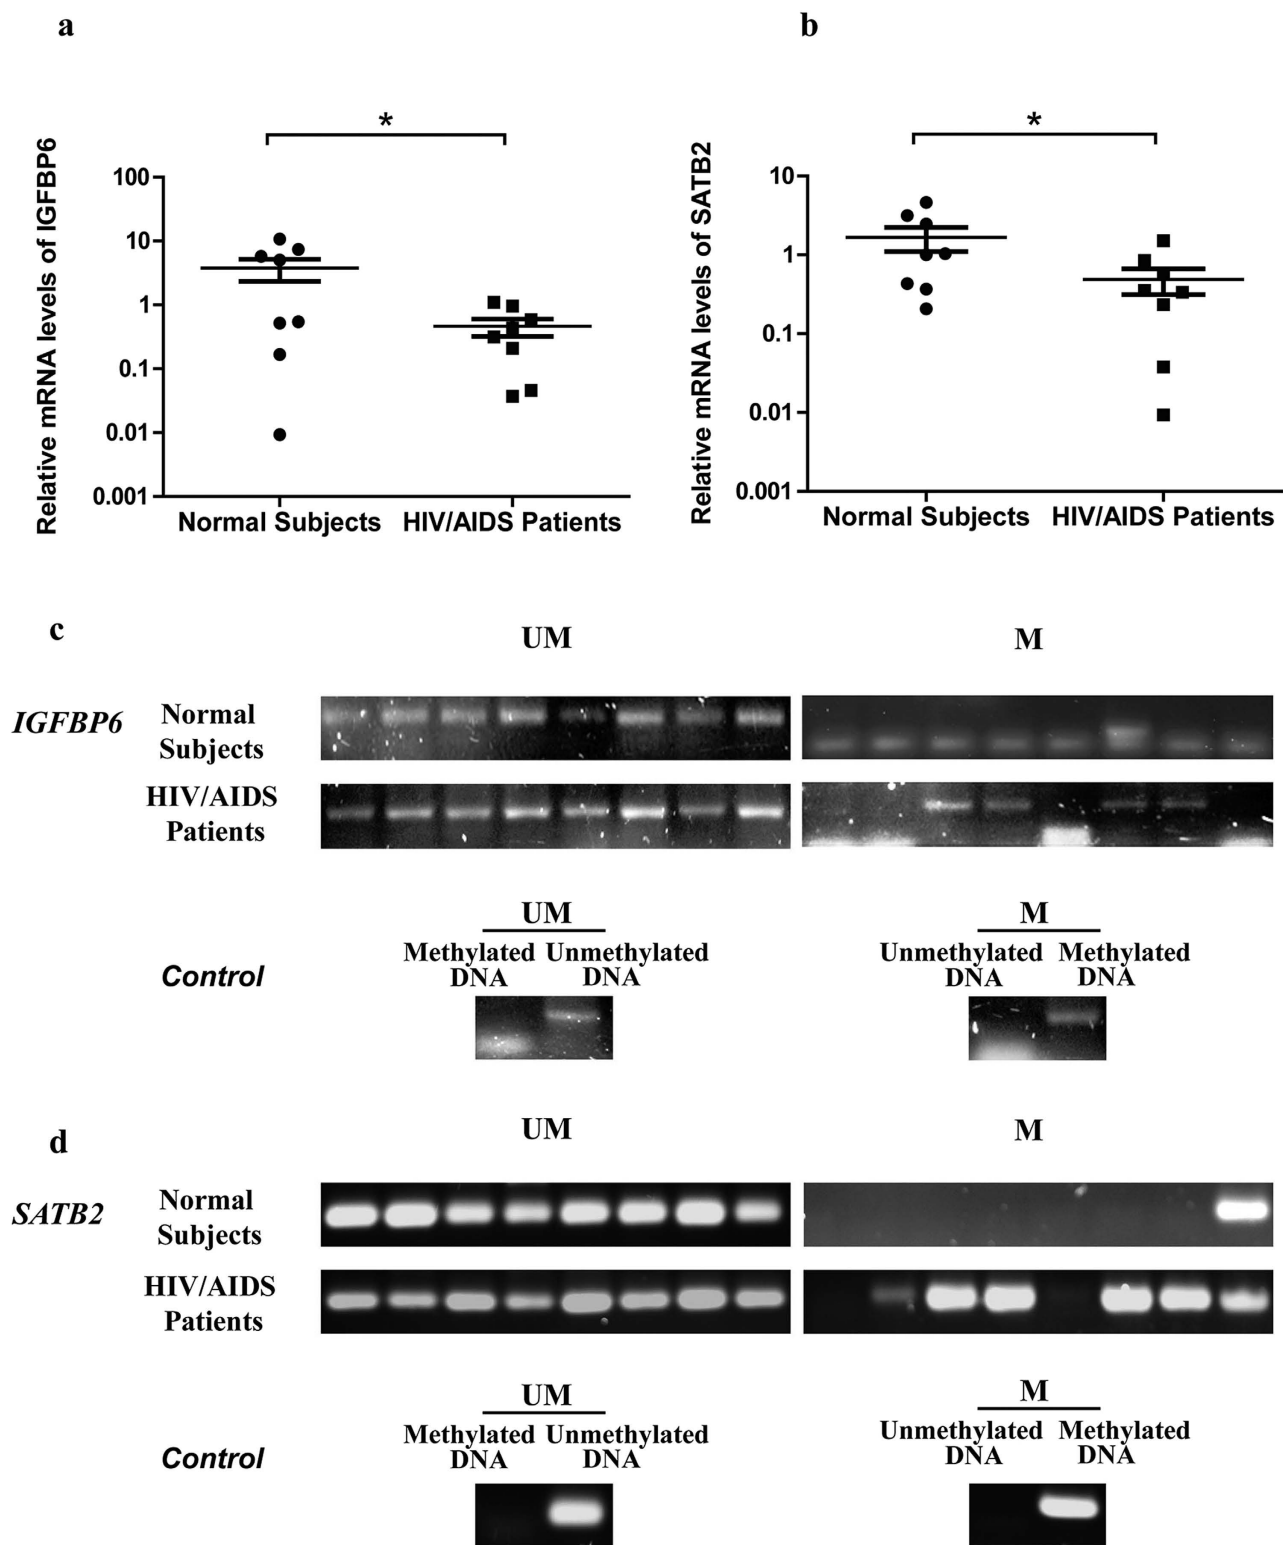 a
b
*
*
Relative mRNA levels of IGFBP6
100
10
1
0.1
0.01
0.001
Normal Subjects
HIV/AIDS Patients
Relative mRNA levels of SATB2
10
1
0.1
0.01
0.001
Normal Subjects
HIV/AIDS Patients
c
UM
M
IGFBP6
Normal
Subjects
HIV/AIDS
Patients
UM
M
Methylated
DNA
Unmethylated
DNA
Unmethylated
DNA
Methylated
DNA
Control
d
UM
M
SATB2
Normal
Subjects
HIV/AIDS
Patients
UM
M
Methylated
DNA
Unmethylated
DNA
Unmethylated
DNA
Methylated
DNA
Control